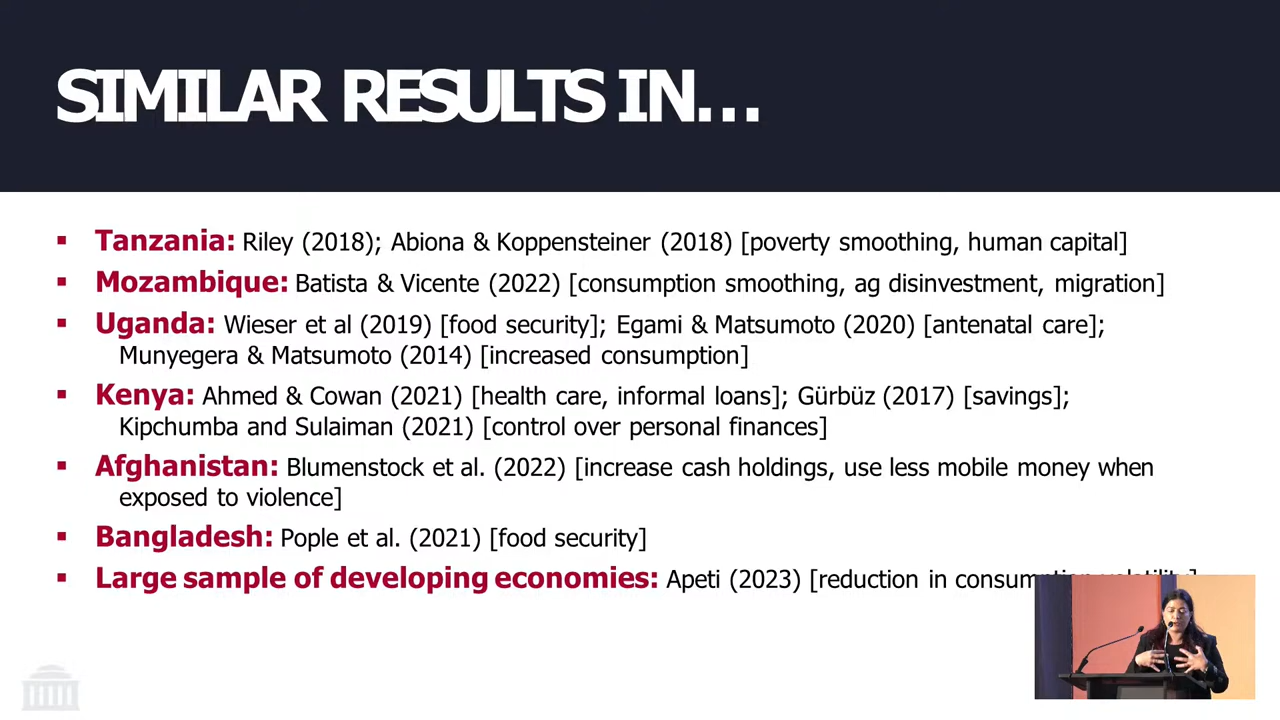 SIMILAR RESULTS IN…
▪ Tanzania: Riley (2018); Abiona & Koppensteiner (2018) [poverty smoothing, human capital]
▪ Mozambique: Batista & Vicente (2022) [consumption smoothing, ag disinvestment, migration]
▪ Uganda: Wieser et al (2019) [food security]; Egami & Matsumoto (2020) [antenatal care];
Munyegera & Matsumoto (2014) [increased consumption]
▪ Kenya: Ahmed & Cowan (2021) [health care, informal loans]; Gürbüz (2017) [savings];
Kipchumba and Sulaiman (2021) [control over personal finances]
▪ Afghanistan: Blumenstock et al. (2022) [increase cash holdings, use less mobile money when
exposed to violence]
▪ Bangladesh: Pople et al. (2021) [food security]
▪ Large sample of developing economies: Apeti (2023) [reduction in consumption volatility]